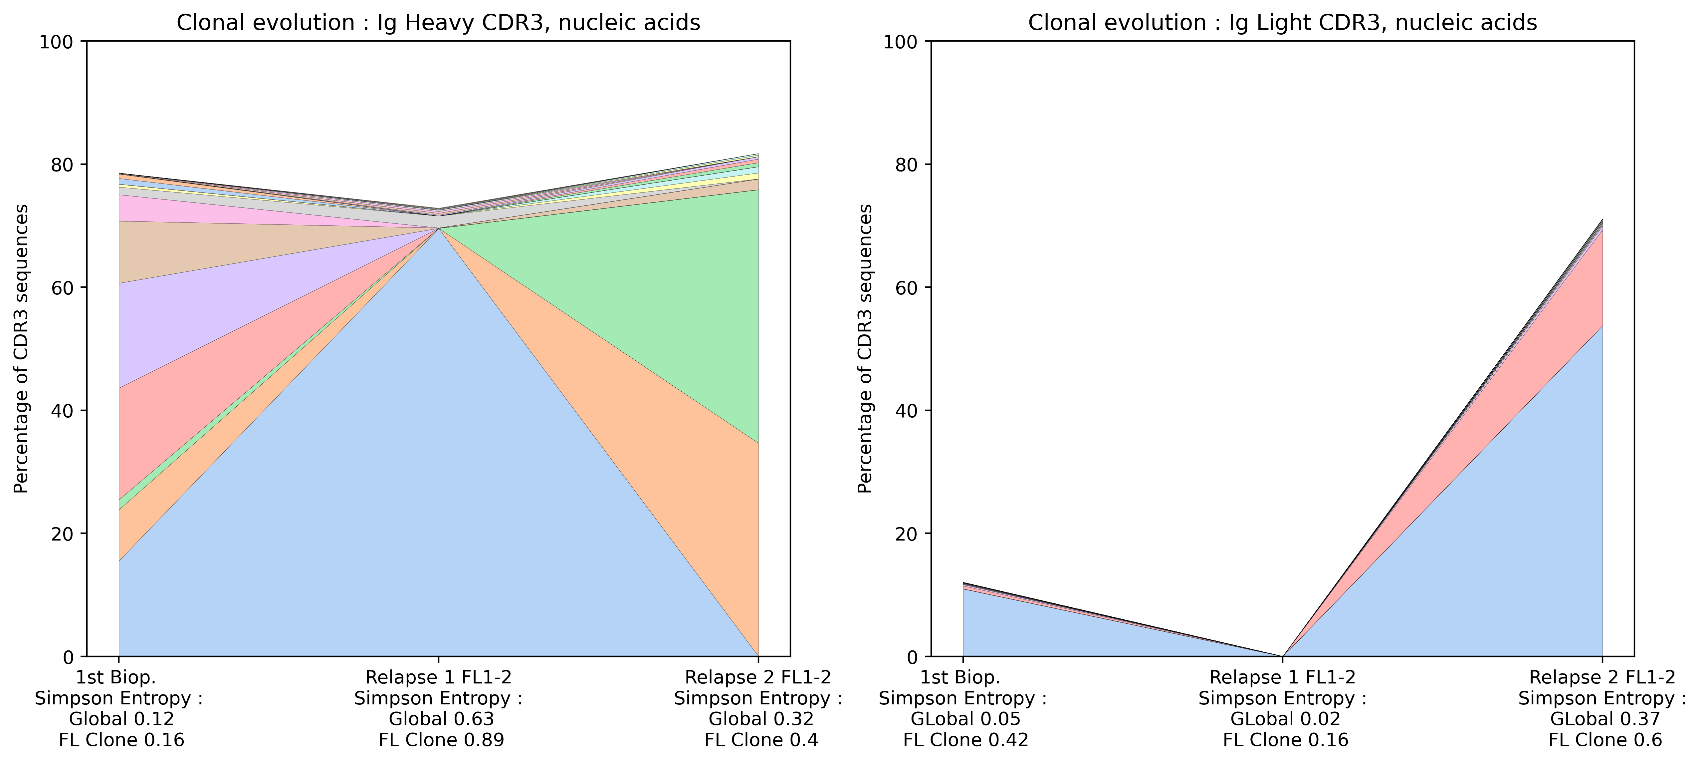 Clonal evolution : Ig Heavy CDR3, nucleic acids
100
80
60
40
20
0
Percentage of CDR3 sequences
1st Biop.
Simpson Entropy :
Global 0.12
FL Clone 0.16
Relapse 1 FL1-2
Simpson Entropy :
Global 0.63
FL Clone 0.89
Relapse 2 FL1-2
Simpson Entropy :
Global 0.32
FL Clone 0.4
Clonal evolution : Ig Light CDR3, nucleic acids
100
80
60
40
20
0
Percentage of CDR3 sequences
1st Biop.
Simpson Entropy :
GLobal 0.05
FL Clone 0.42
Relapse 1 FL1-2
Simpson Entropy :
GLobal 0.02
FL Clone 0.16
Relapse 2 FL1-2
Simpson Entropy :
GLobal 0.37
FL Clone 0.6